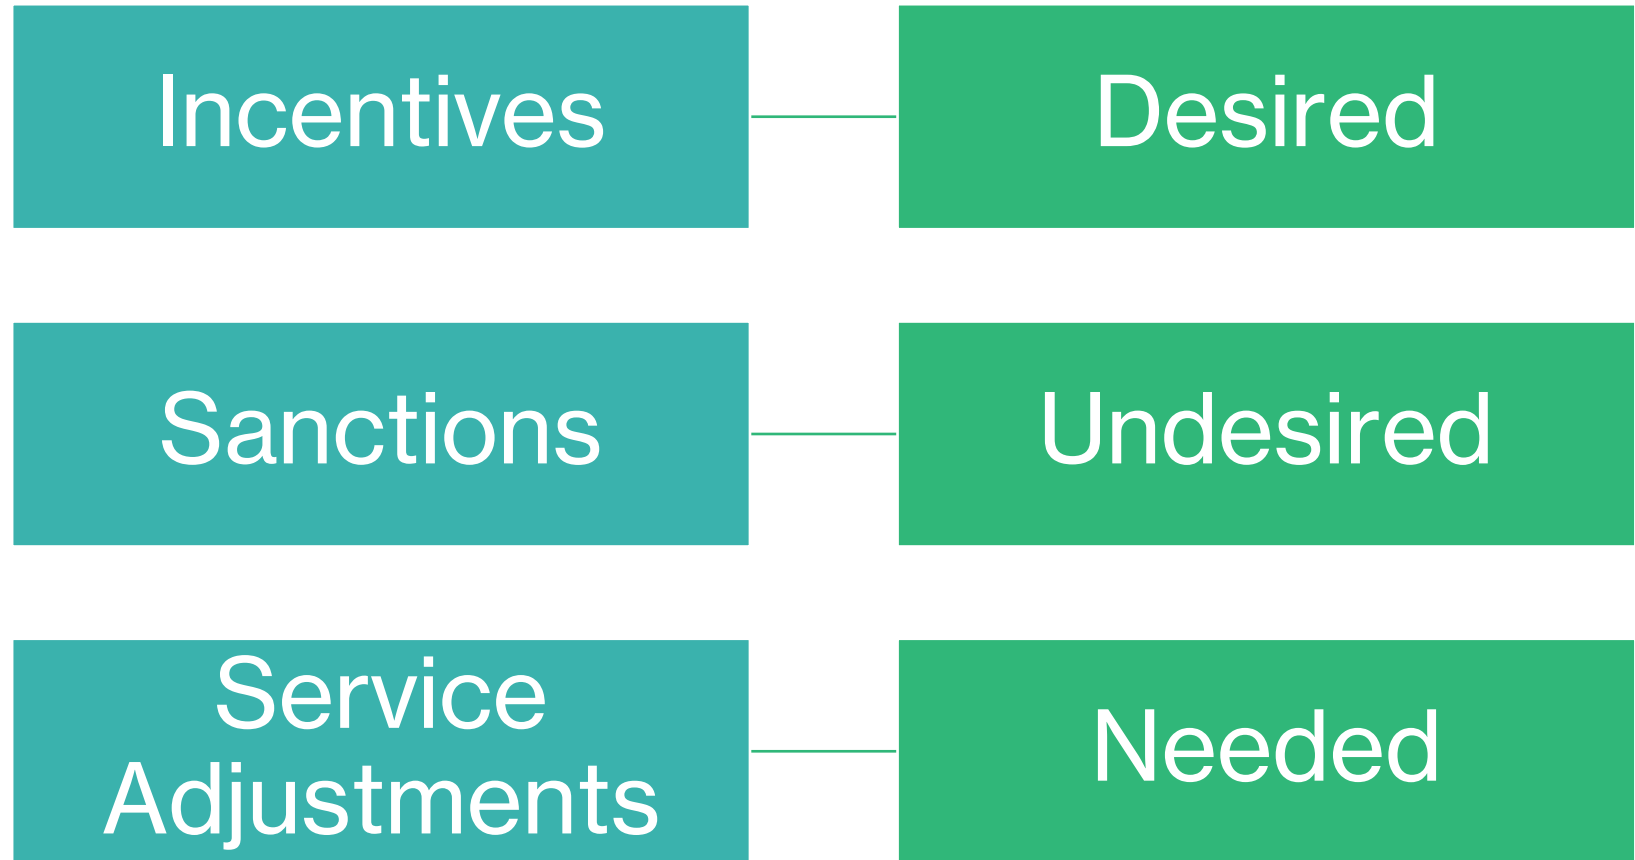 Incentives
Desired
Sanctions
Undesired
Service
Adjustments
Needed